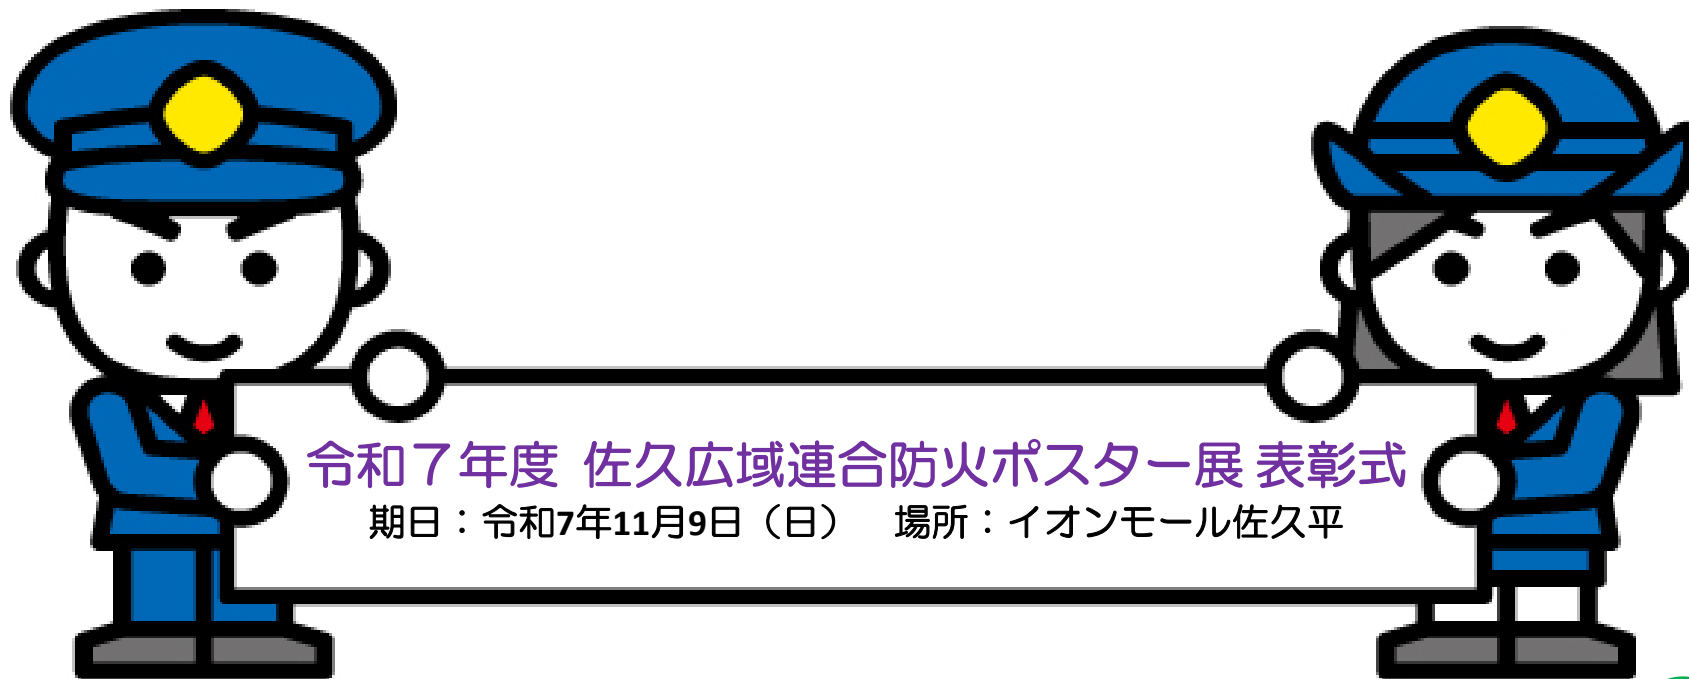 令和７年度 佐久広域連合防火ポスター展 表彰式
期日：令和7年11月9日（日）　場所：イオンモール佐久平